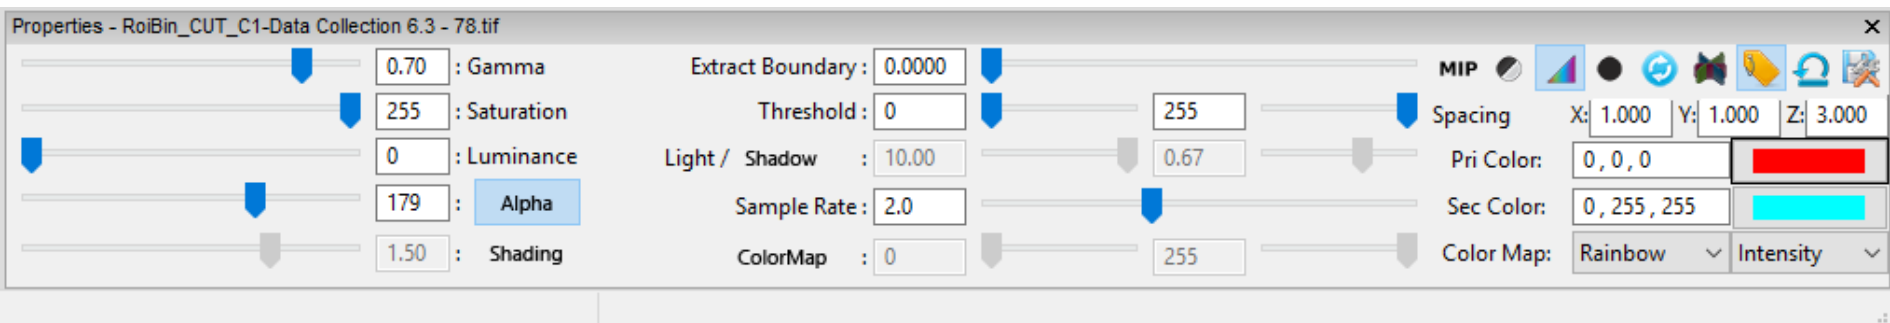 Properties - RoiBin_CUT_C1-Data Collection 6.3 - 78.tif
0.70 : Gamma Extract Boundary : 0.0000 MIP
255 : Saturation Threshold : 0 255 Spacing X: 1.000 Y: 1.000 Z: 3.000
0 : Luminance Light / Shadow : 10.00 0.67 Pri Color: 0 , 0 , 0
179 : Alpha Sample Rate : 2.0 Sec Color: 0 , 255 , 255
1.50 : Shading ColorMap : 0 255 Color Map: Rainbow Intensity